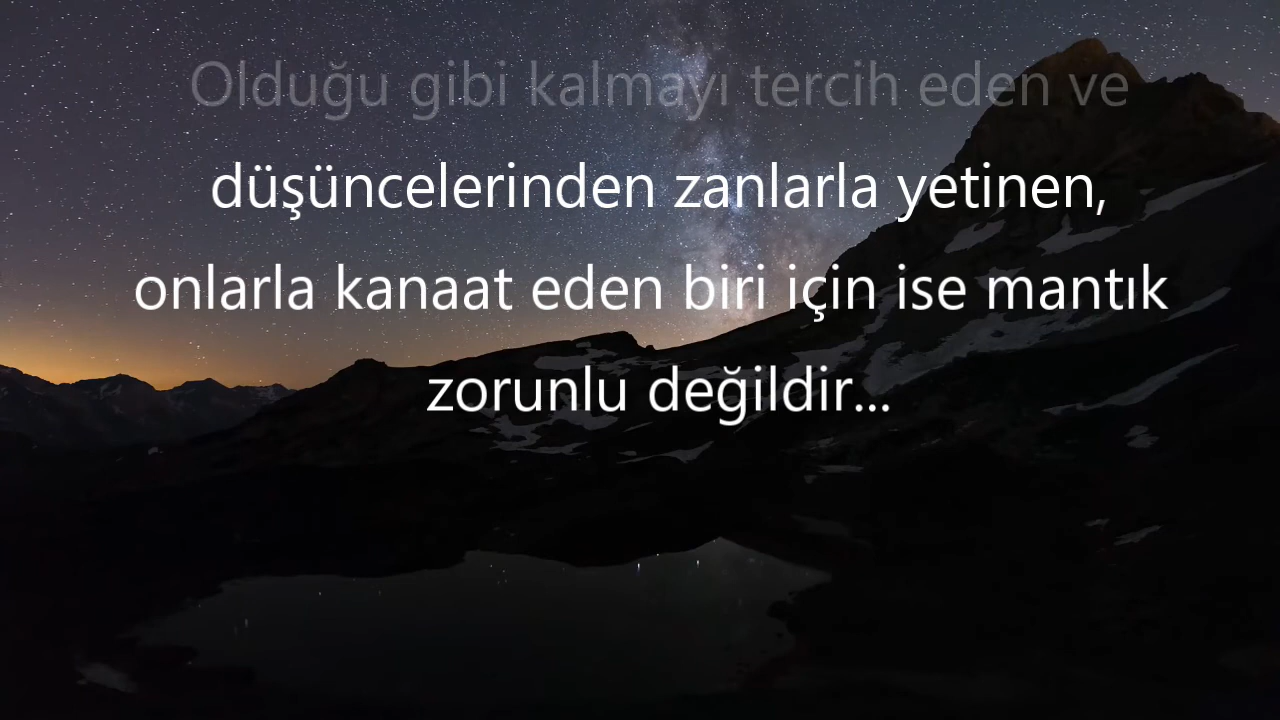 Olduğu gibi kalmayı tercih eden ve
düşüncelerinden zanlarla yetinen,
onlarla kanaat eden biri için ise mantık
zorunlu değildir...